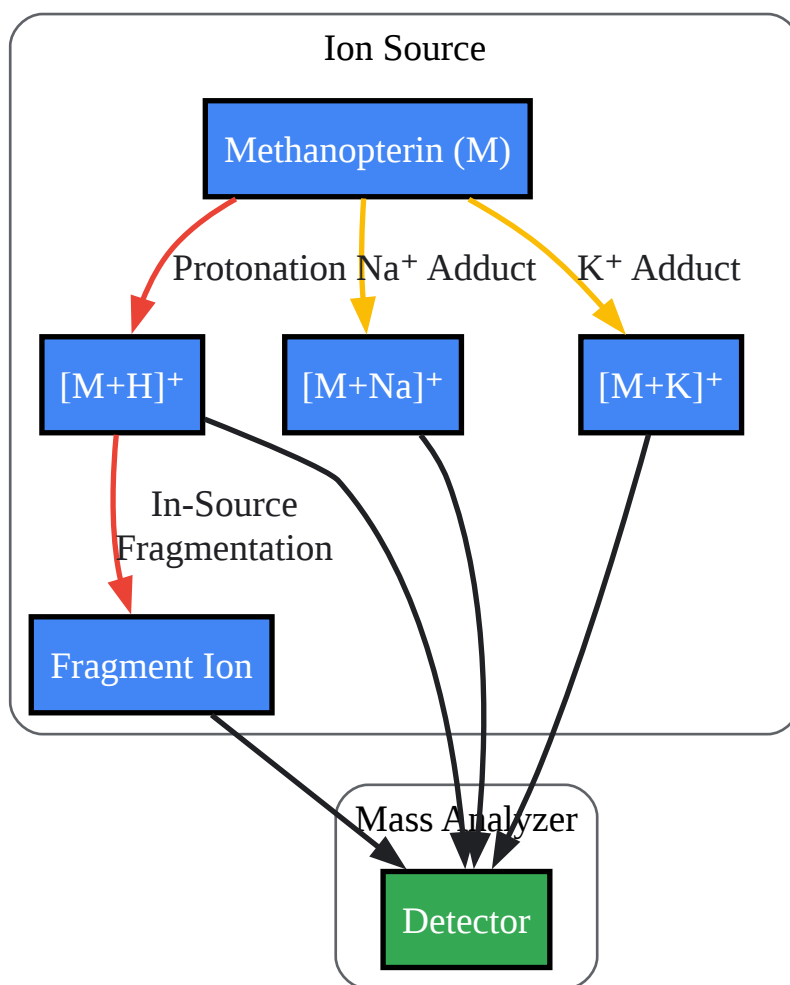 Ion Source
Methanopterin (M)
Protonation
Na⁺ Adduct
K⁺ Adduct
[M+H]⁺
[M+Na]⁺
[M+K]⁺
In-Source
Fragmentation
Fragment Ion
Mass Analyzer
Detector